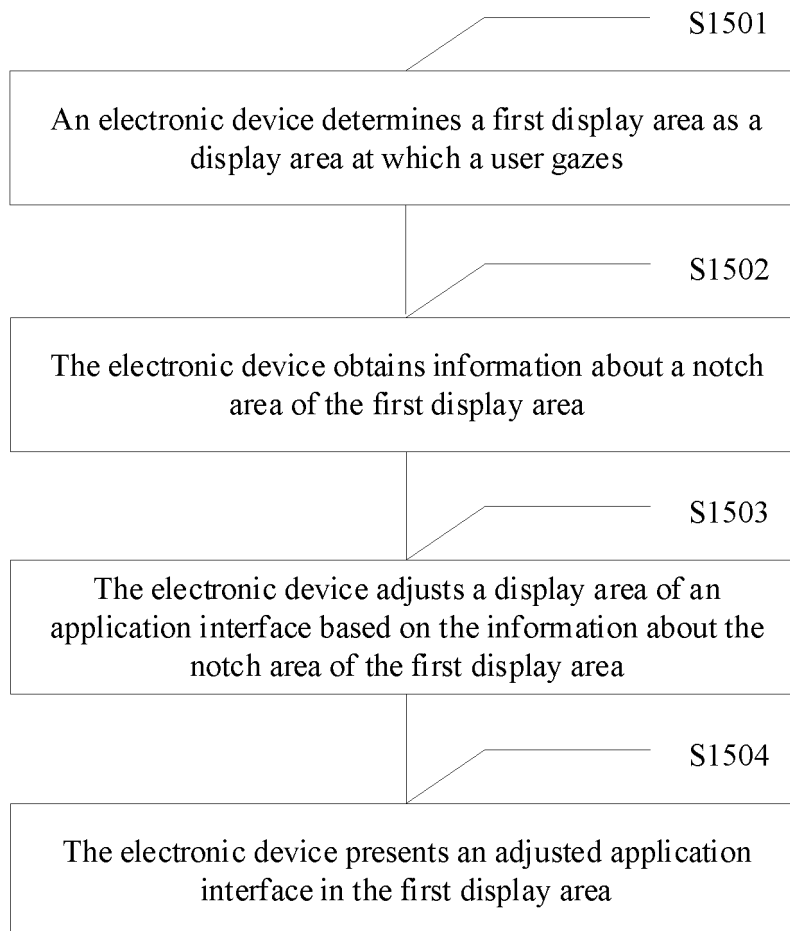 S1501
An electronic device determines a first display area as a
display area at which a user gazes
S1502
The electronic device obtains information about a notch
area of the first display area
S1503
The electronic device adjusts a display area of an
application interface based on the information about the
notch area of the first display area
S1504
The electronic device presents an adjusted application
interface in the first display area